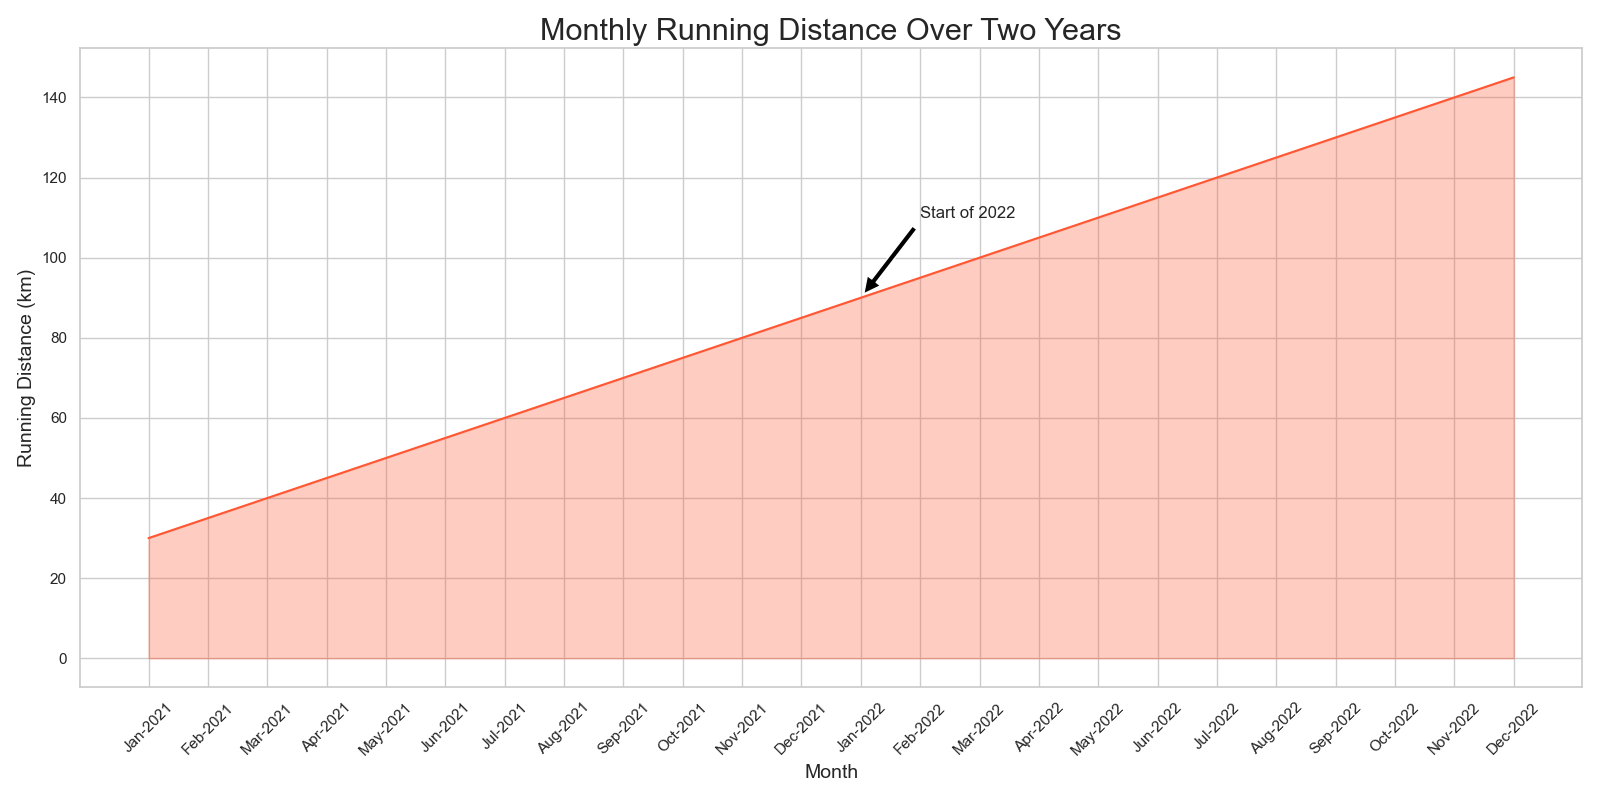 Monthly Running Distance Over Two Years
Running Distance (km)
140
120
100
80
60
40
20
0
Start of 2022
Jan-2021
Feb-2021
Mar-2021
Apr-2021
May-2021
Jun-2021
Jul-2021
Aug-2021
Sep-2021
Oct-2021
Nov-2021
Dec-2021
Jan-2022
Feb-2022
Mar-2022
Apr-2022
May-2022
Jun-2022
Jul-2022
Aug-2022
Sep-2022
Oct-2022
Nov-2022
Dec-2022
Month